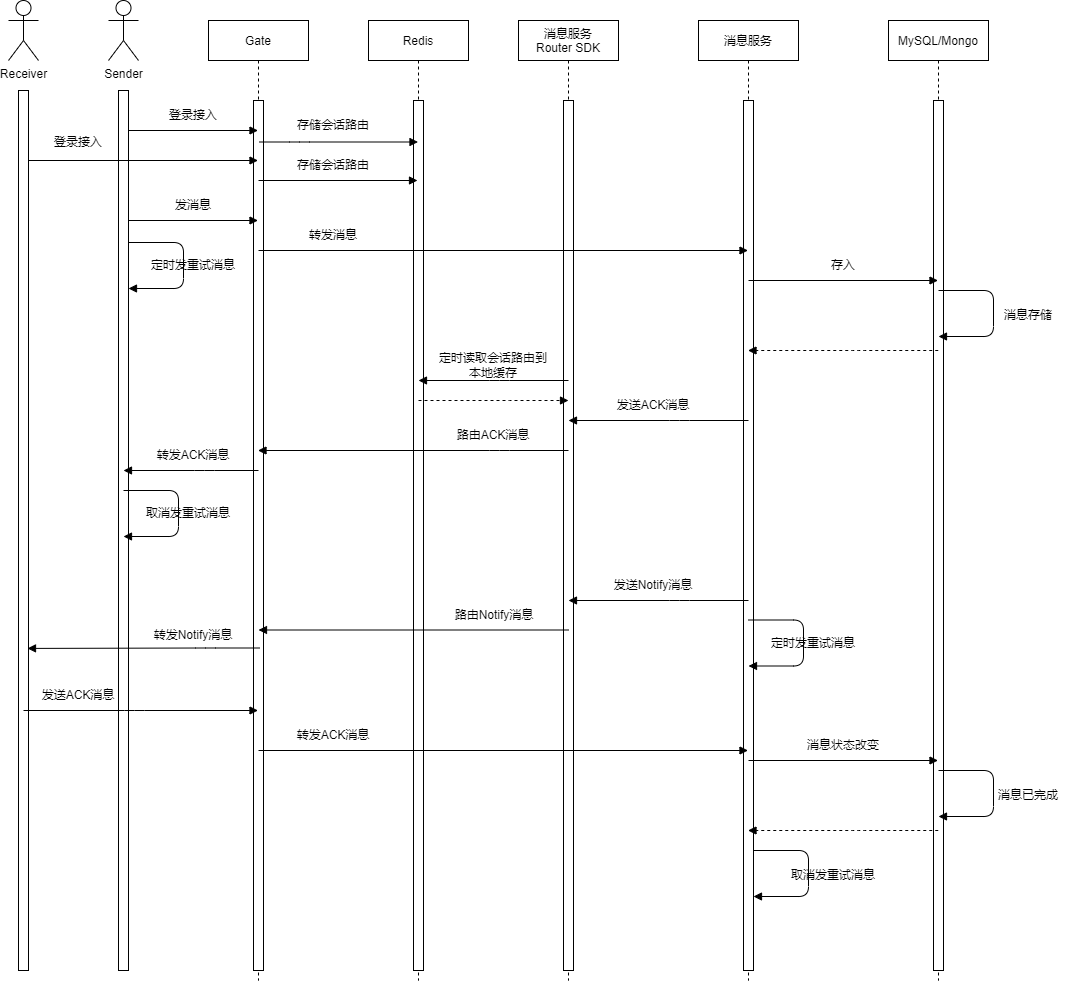 Receiver
Sender
Gate
Redis
消息服务
Router SDK
消息服务
MySQL/Mongo
登录接入
存储会话路由
登录接入
存储会话路由
发消息
转发消息
定时发重试消息
存入
消息存储
定时读取会话路由到
本地缓存
发送ACK消息
路由ACK消息
转发ACK消息
取消发重试消息
发送Notify消息
路由Notify消息
转发Notify消息
定时发重试消息
发送ACK消息
转发ACK消息
消息状态改变
消息已完成
取消发重试消息